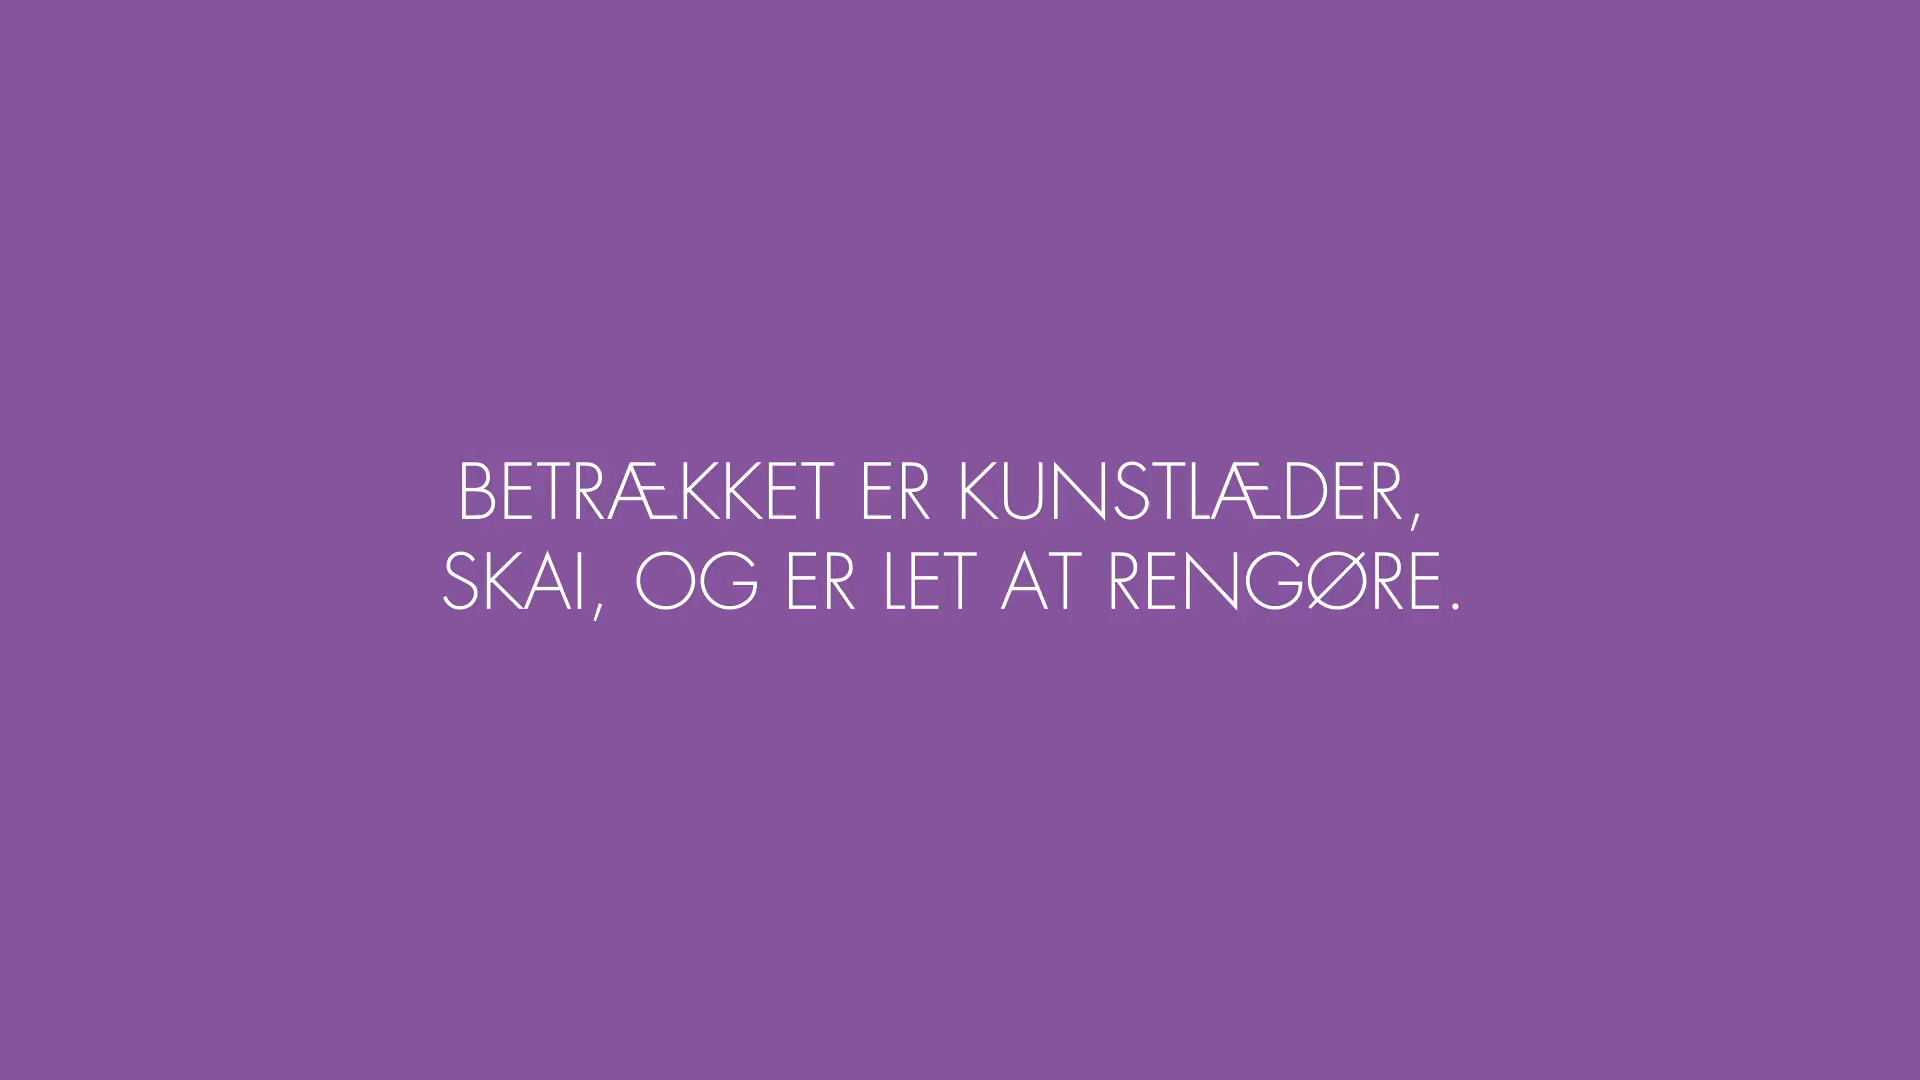 BETRÆKKET ER KUNSTLÆDER,
SKAI, OG ER LET AT RENGØRE.